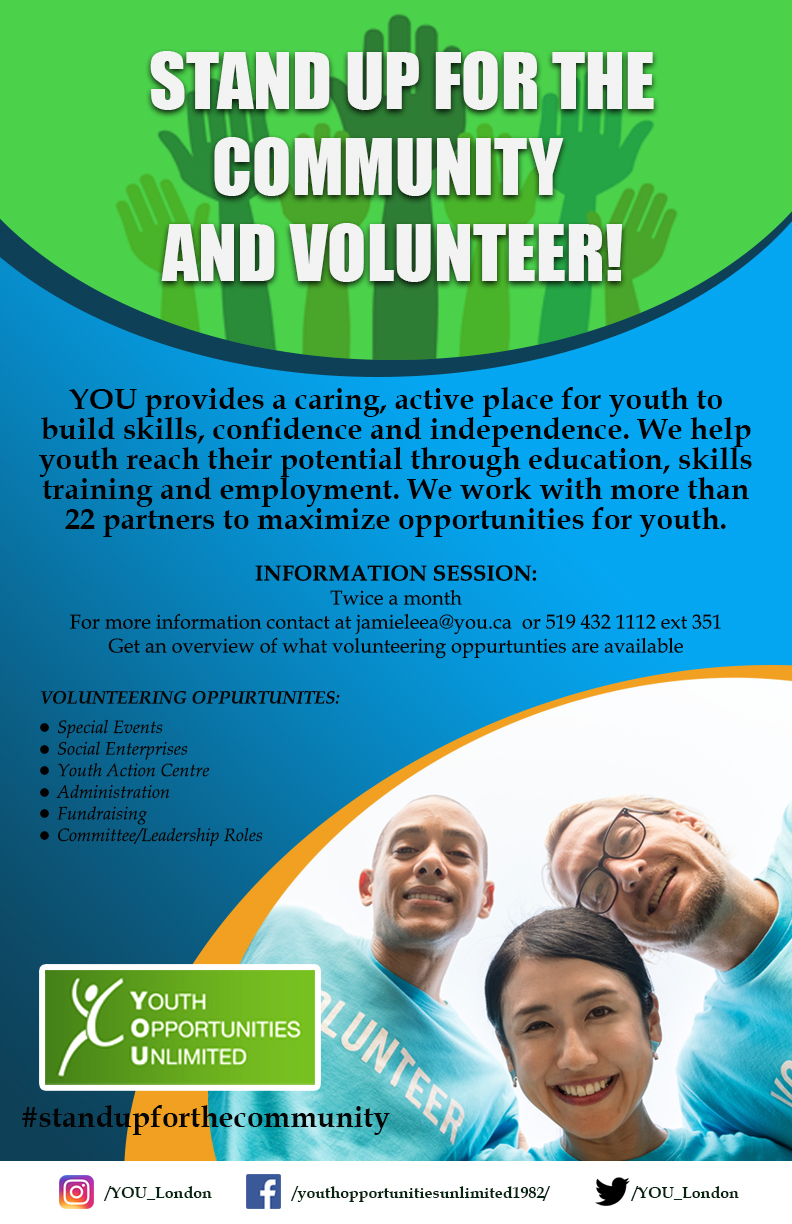 STAND UP FOR THE
COMMUNITY
AND VOLUNTEER!
YOU provides a caring, active place for youth to
build skills, confidence and independence. We help
youth reach their potential through education, skills
training and employment. We work with more than
22 partners to maximize opportunities for youth.
INFORMATION SESSION:
Twice a month
For more information contact at jamieleea@you.ca or 519 432 1112 ext 351
Get an overview of what volunteering oppurtunties are available
VOLUNTEERING OPPURTUNITES:
● Special Events
● Social Enterprises
● Youth Action Centre
● Administration
● Fundraising
● Committee/Leadership Roles
YOUTH
OPPORTUNITIES
UNLIMITED
OLUNTEER
VO
#standupforthecommunity
/YOU_London
/youthopportunitiesunlimited1982/
/YOU_London